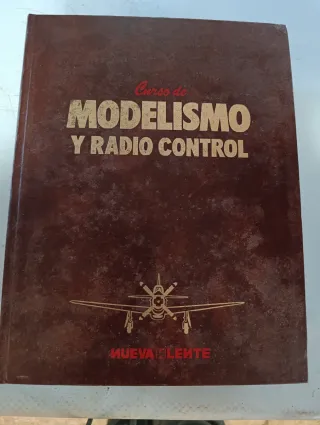 Curso de
MODELISMO
Y RADIO CONTROL
NUEVA LENTE